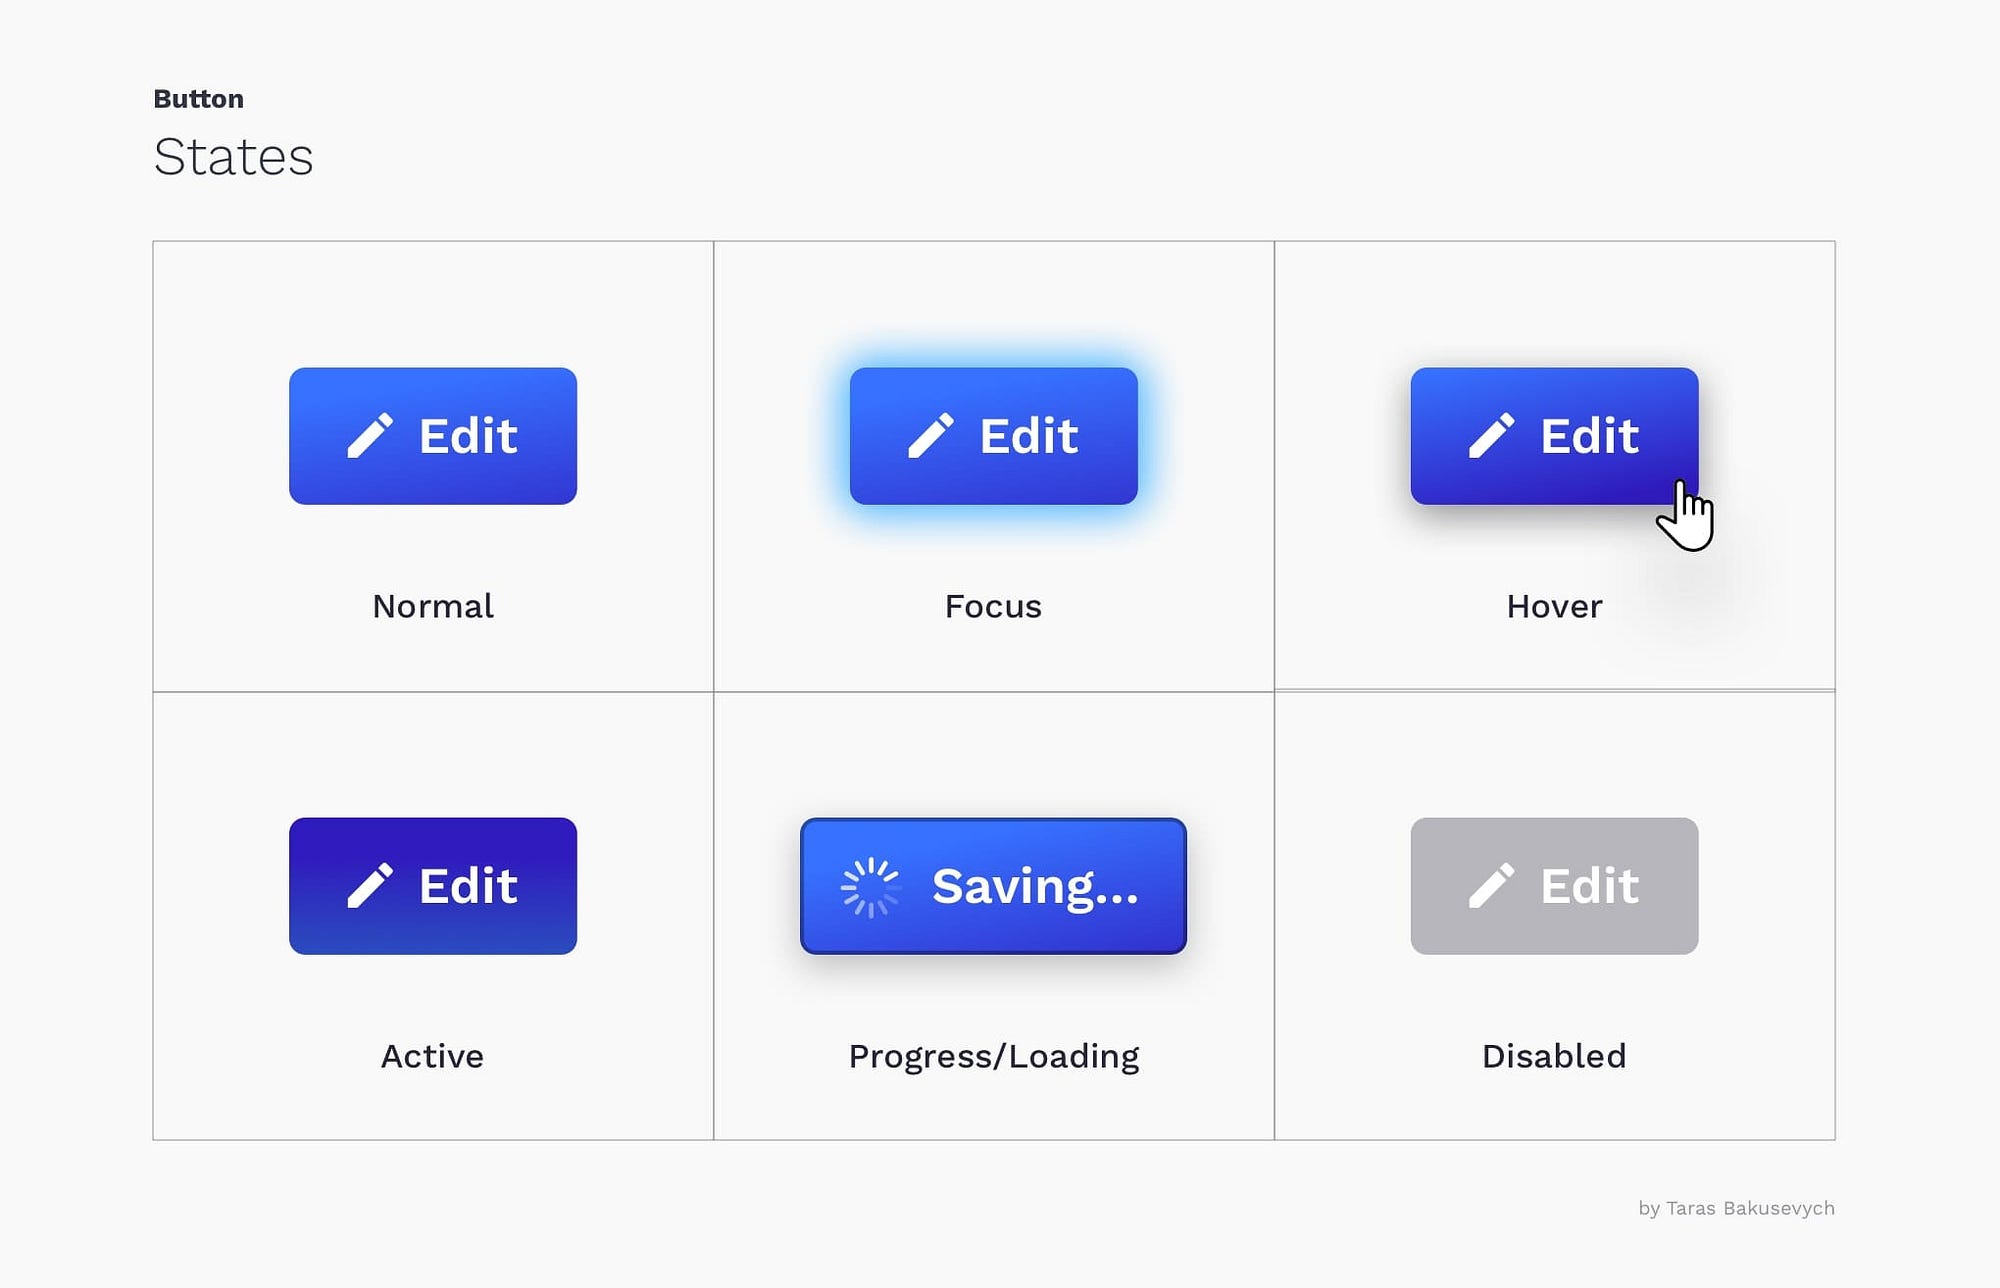 Button
States
Edit
Edit
Edit
Normal
Focus
Hover
Edit
Saving...
Edit
Active
Progress/Loading
Disabled
by Taras Bakusevych